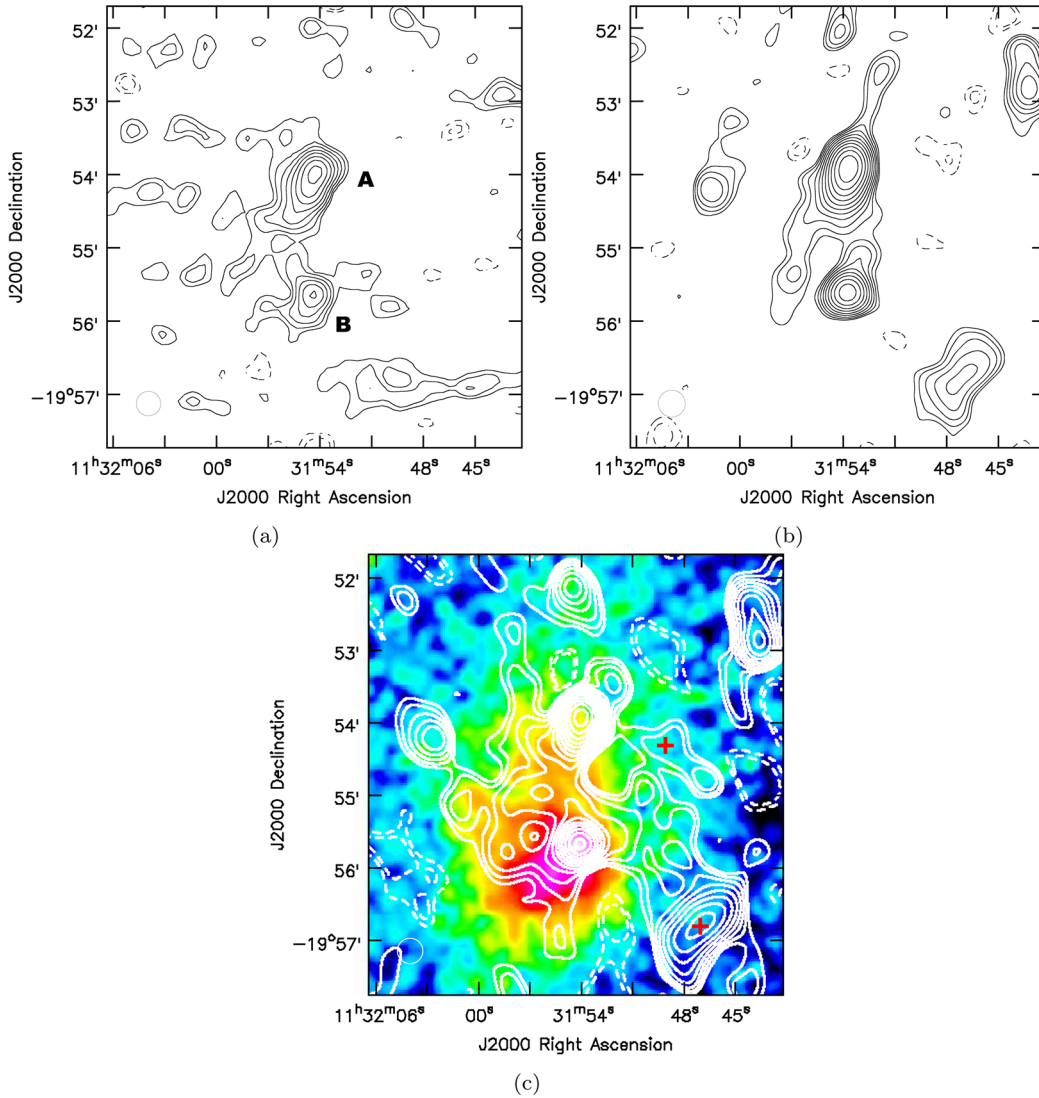 52'
53'
54'
55'
56'
−19°57'
J2000 Declination
A
B
11ʰ32ᵐ06ˢ 00ˢ 31ᵐ54ˢ 48ˢ 45ˢ
J2000 Right Ascension
(a)
52'
53'
54'
55'
56'
−19°57'
J2000 Declination
11ʰ32ᵐ06ˢ 00ˢ 31ᵐ54ˢ 48ˢ 45ˢ
J2000 Right Ascension
(b)
52'
53'
54'
55'
56'
−19°57'
J2000 Declination
11ʰ32ᵐ06ˢ 00ˢ 31ᵐ54ˢ 48ˢ 45ˢ
J2000 Right Ascension
(c)